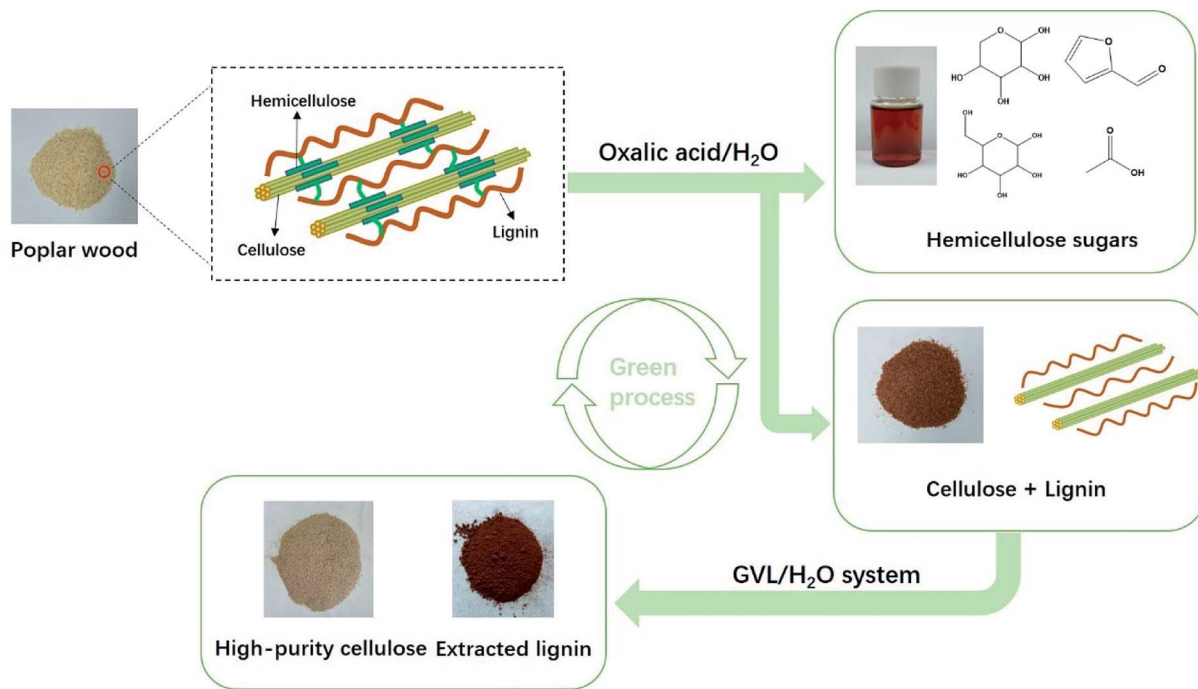 Poplar wood
Hemicellulose
Cellulose
Lignin
Oxalic acid/H₂O
O
OH
HO
OH
OH
O
O
HO
O
OH
HO
OH
OH
O
OH
Hemicellulose sugars
Green
process
Cellulose + Lignin
GVL/H₂O system
High-purity cellulose
Extracted lignin